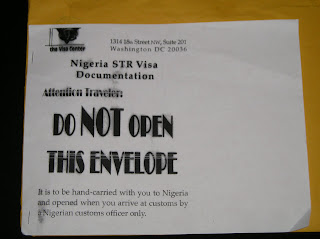 the Visa Center
1314 18th Street NW, Suite 201
Washington DC 20036
Nigeria STR Visa
Documentation
Attention Traveler:
DO NOT OPEN
THIS ENVELOPE
It is to be hand-carried with you to Nigeria
and opened when you arrive at customs by
a Nigerian customs officer only.